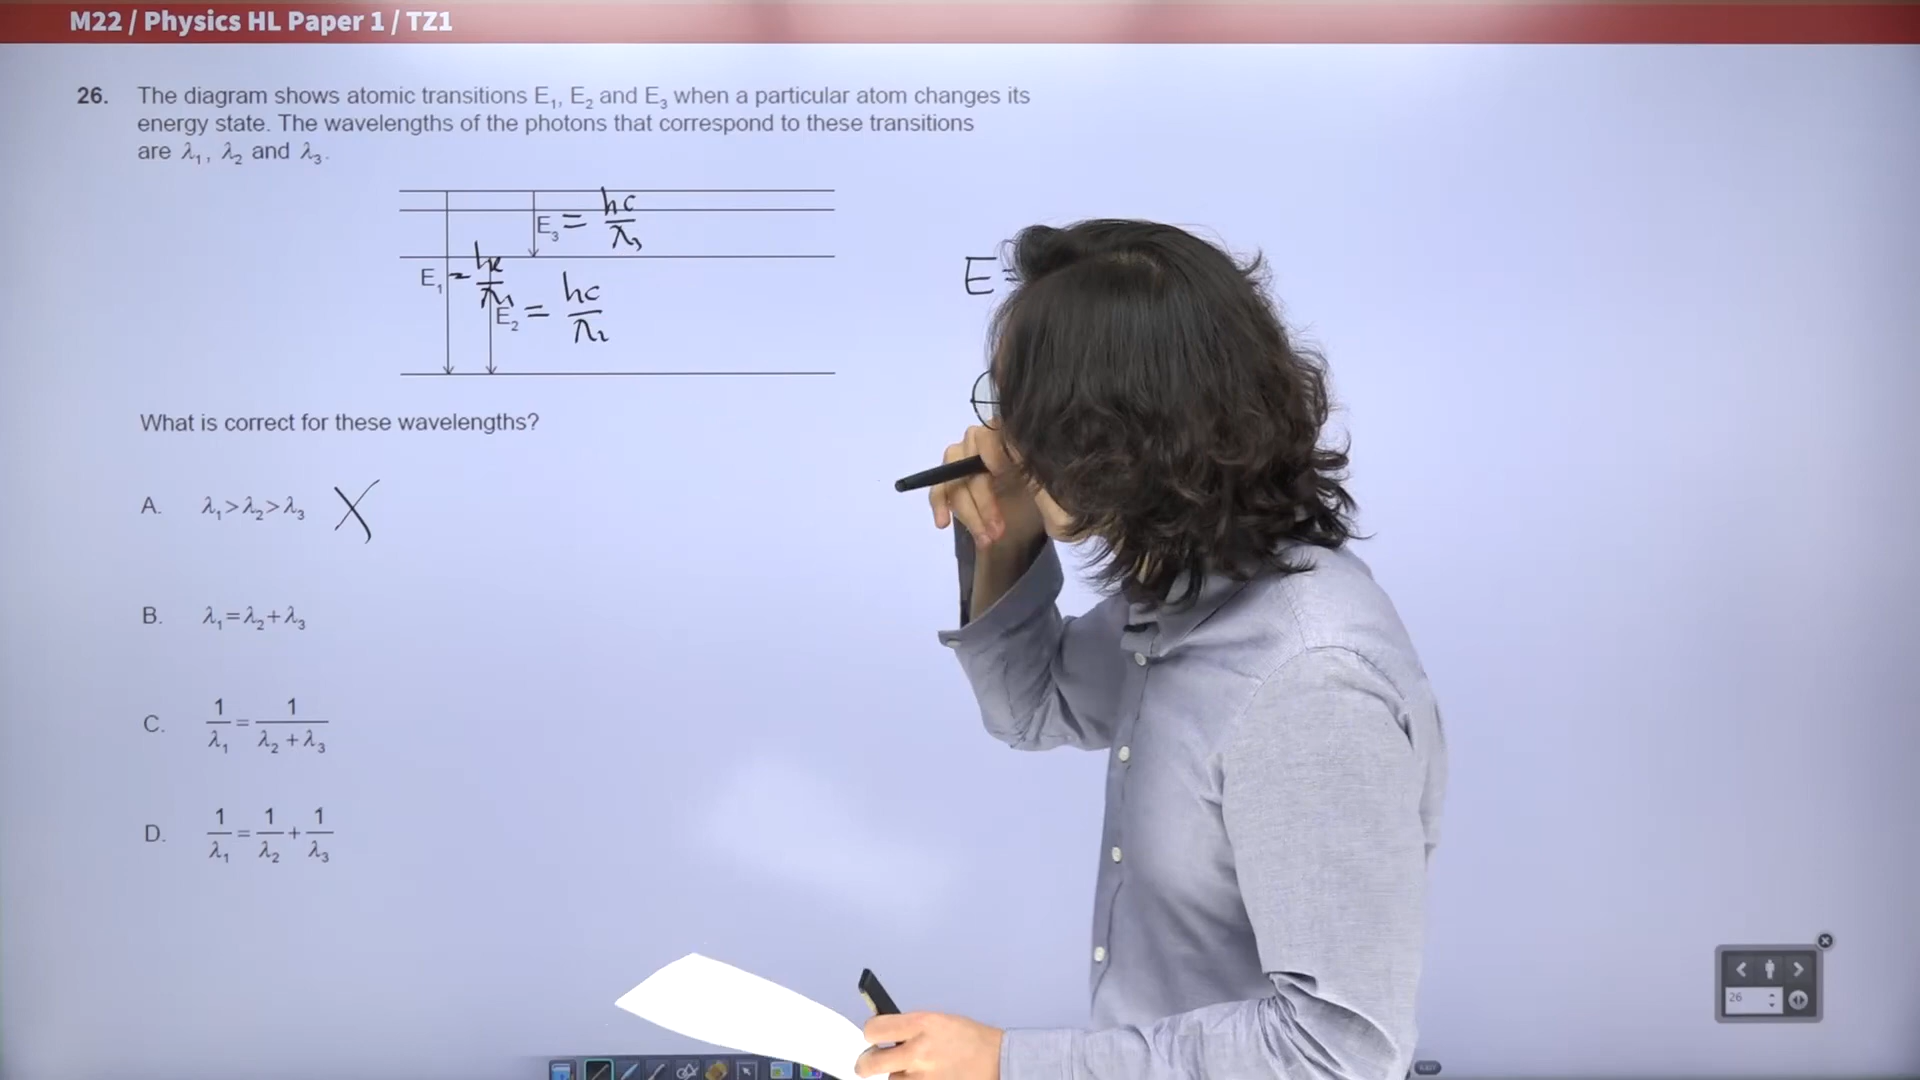 M22 / Physics HL Paper 1 / TZ1
26. The diagram shows atomic transitions E₁, E₂ and E₃ when a particular atom changes its
energy state. The wavelengths of the photons that correspond to these transitions
are λ₁, λ₂ and λ₃.
E₃ = hc/λ₃
E₁ = hc/λ₁
E₂ = hc/λ₂
E=
What is correct for these wavelengths?
A. λ₁>λ₂>λ₃ X
B. λ₁=λ₂+λ₃
C. 1/λ₁ = 1/(λ₂+λ₃)
D. 1/λ₁ = 1/λ₂ + 1/λ₃
26